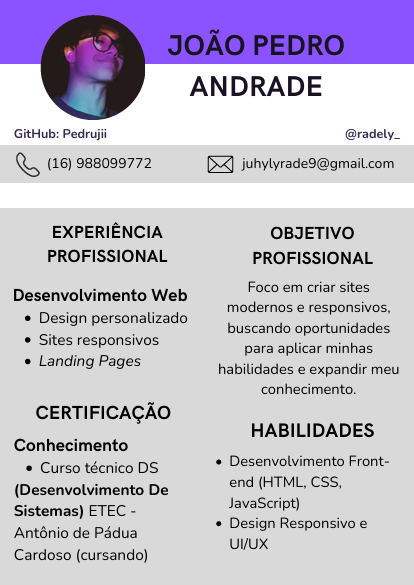 JOÃO PEDRO
ANDRADE
GitHub: Pedrujii
@radely_
(16) 988099772
juhylyrade9@gmail.com
EXPERIÊNCIA
PROFISSIONAL
Desenvolvimento Web
• Design personalizado
• Sites responsivos
• Landing Pages
CERTIFICAÇÃO
Conhecimento
• Curso técnico DS
(Desenvolvimento De
Sistemas) ETEC -
Antônio de Pádua
Cardoso (cursando)
OBJETIVO
PROFISSIONAL
Foco em criar sites
modernos e responsivos,
buscando oportunidades
para aplicar minhas
habilidades e expandir meu
conhecimento.
HABILIDADES
• Desenvolvimento Front-
end (HTML, CSS,
JavaScript)
• Design Responsivo e
UI/UX